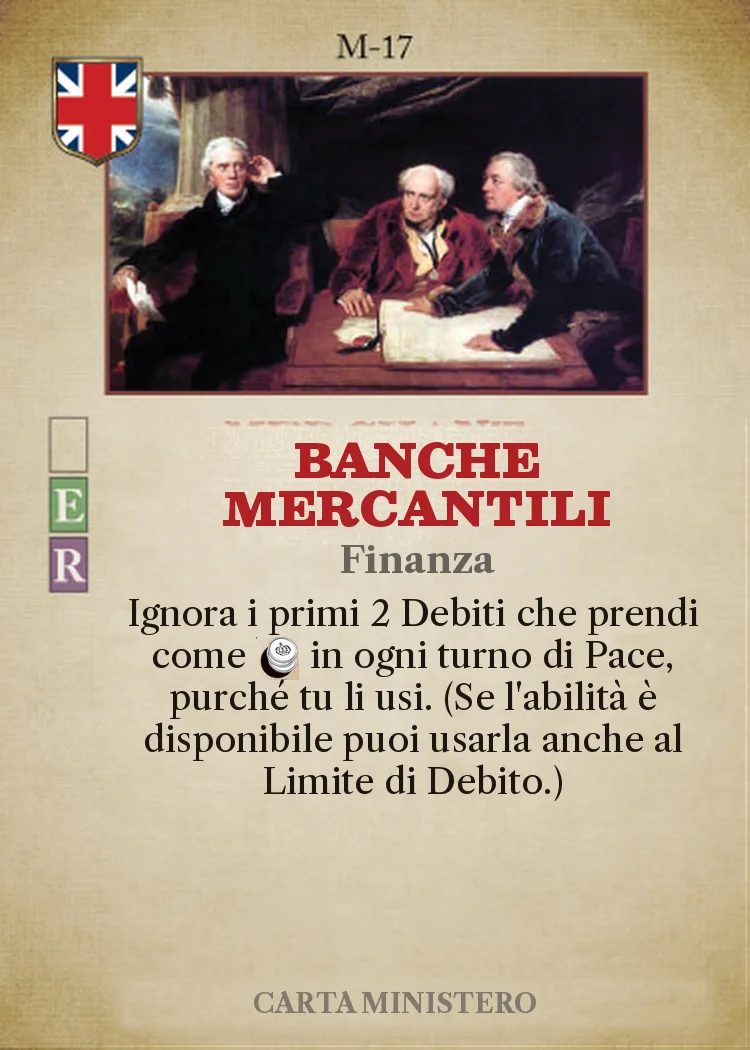 M-17
BANCHE
MERCANTILI
Finanza
E
R
Ignora i primi 2 Debiti che prendi
come in ogni turno di Pace,
purché tu li usi. (Se l'abilità è
disponibile puoi usarla anche al
Limite di Debito.)
CARTA MINISTERO